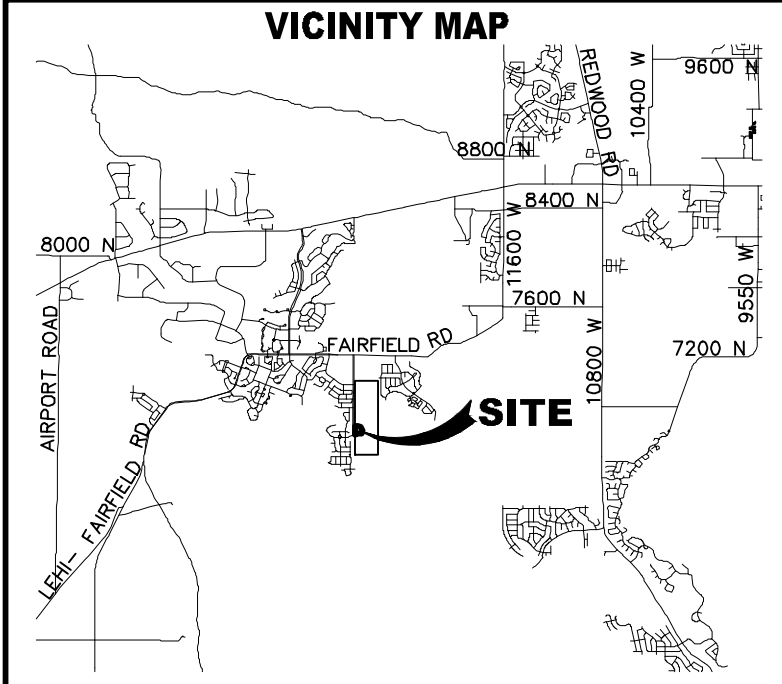 VICINITY MAP
REDWOOD RD
10400 W
9600 N
8800 N
8400 N
8000 N
11600 W
9550 W
7600 N
AIRPORT ROAD
FAIRFIELD RD
10800 W
7200 N
SITE
LEHI- FAIRFIELD RD